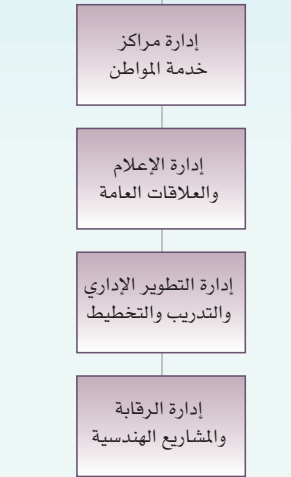 إدارة مراكز
خدمة المواطن
إدارة الإعلام
والعلاقات العامة
إدارة التطوير الإداري
والتدريب والتخطيط
إدارة الرقابة
والمشاريع الهندسية